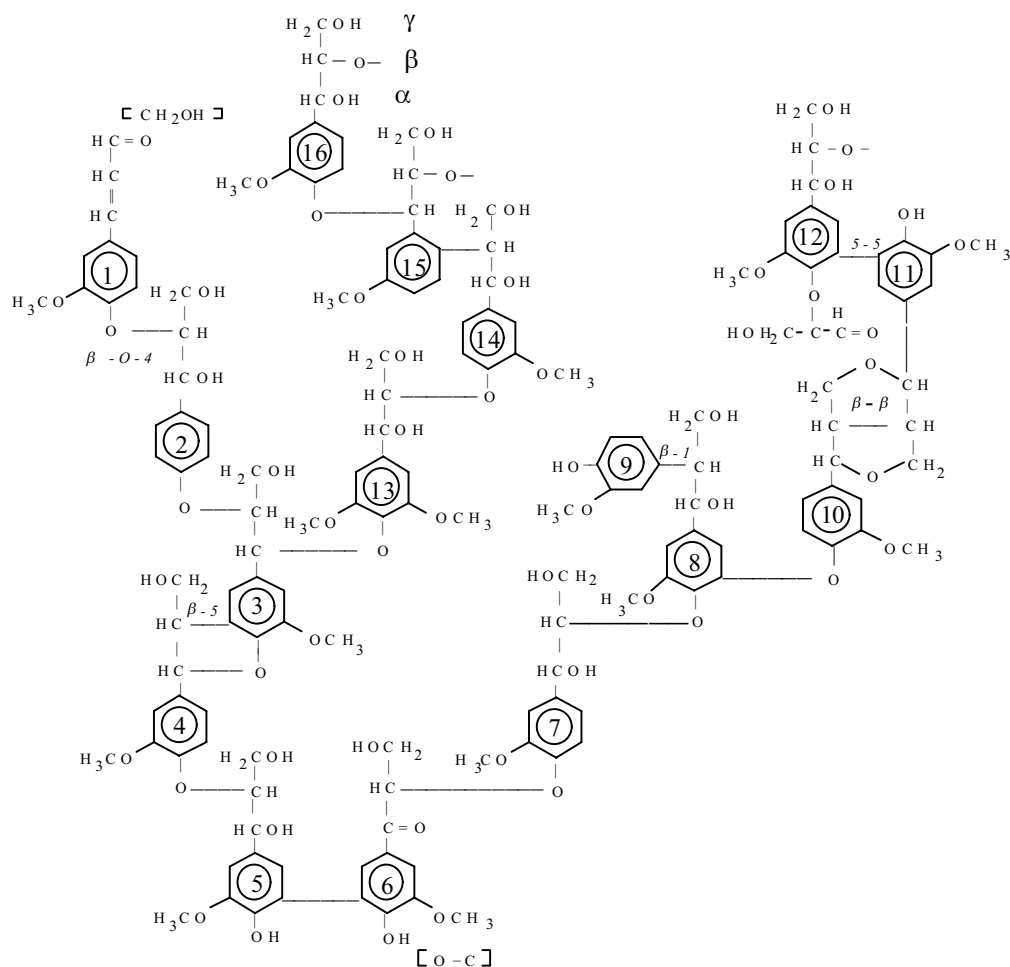 H₂COH γ
HC – O – β
HCOH α
[ CH₂OH ]
H₂COH
HC = O
H₂COH
16
HC – O –
HC
HC – O –
H₃CO
HCOH
H₂COH
HC
O
CH
OH
12
5 - 5
OCH₃
CH
1
15
11
H₃CO
HCOH
H₂COH
H₃CO
H₃CO
O
H
O
CH
HOH₂C – C – C = O
14
β - O - 4
H₂COH
O
HCOH
OCH₃
H₂C
CH
HC
O
β – β
H₂COH
HC
CH
HCOH
2
β - 1
HO
9
CH
HC
CH₂
H₂COH
O
13
O
CH
H₃CO
OCH₃
H₃CO
HCOH
10
HC
O
8
OCH₃
HOCH₂
HOCH₂
O
β - 5
3
H₃CO
HC
HC
O
OCH₃
HC
O
HCOH
4
7
H₃CO
H₂COH
HOCH₂
H₃CO
O
CH
HC
O
HCOH
C = O
5
6
H₃CO
OCH₃
OH
OH
[ O – C ]